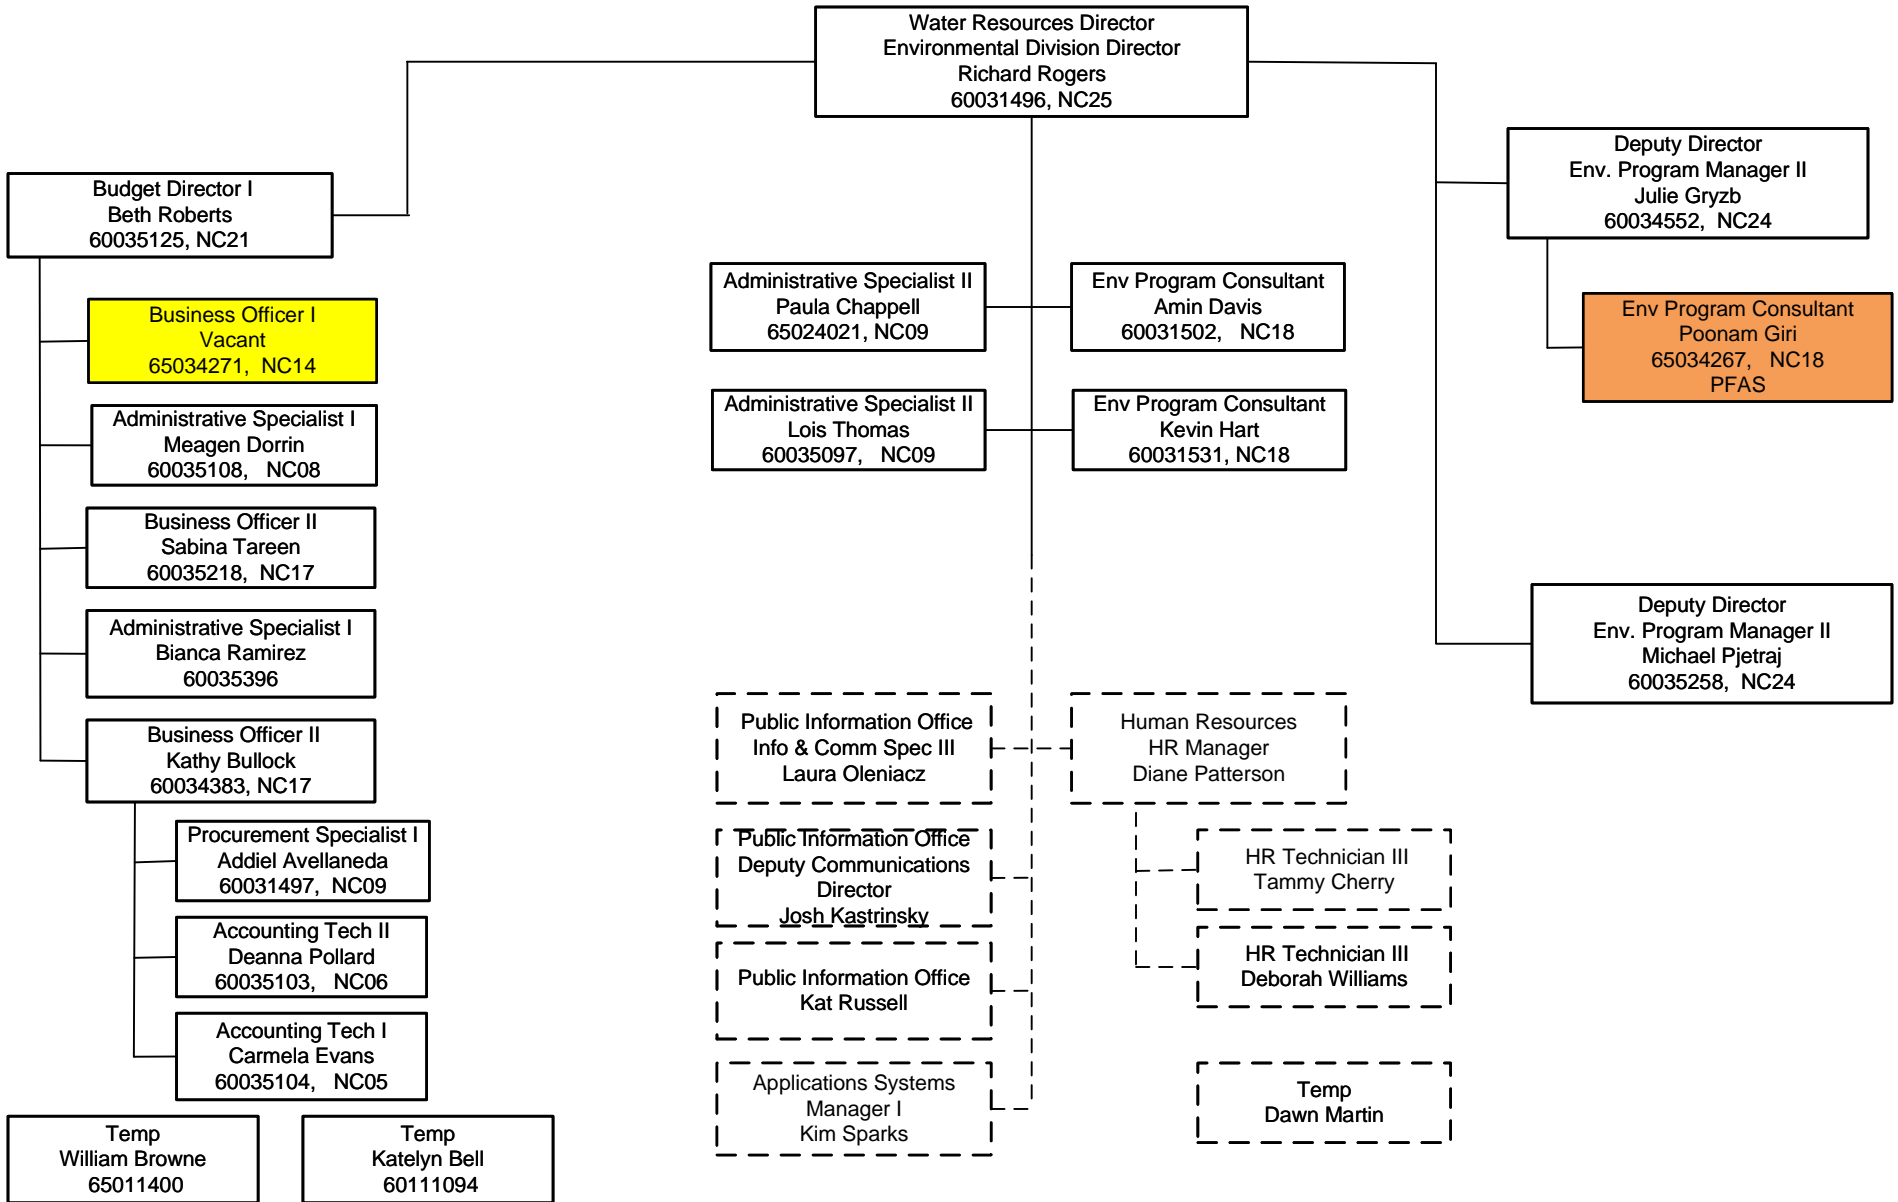 Water Resources Director
Environmental Division Director
Richard Rogers
60031496, NC25
Budget Director I
Beth Roberts
60035125, NC21
Business Officer I
Vacant
65034271, NC14
Administrative Specialist I
Meagen Dorrin
60035108, NC08
Business Officer II
Sabina Tareen
60035218, NC17
Administrative Specialist I
Bianca Ramirez
60035396
Business Officer II
Kathy Bullock
60034383, NC17
Procurement Specialist I
Addiel Avellaneda
60031497, NC09
Accounting Tech II
Deanna Pollard
60035103, NC06
Accounting Tech I
Carmela Evans
60035104, NC05
Temp
William Browne
65011400
Temp
Katelyn Bell
60111094
Administrative Specialist II
Paula Chappell
65024021, NC09
Env Program Consultant
Amin Davis
60031502, NC18
Administrative Specialist II
Lois Thomas
60035097, NC09
Env Program Consultant
Kevin Hart
60031531, NC18
Public Information Office
Info & Comm Spec III
Laura Oleniacz
Human Resources
HR Manager
Diane Patterson
Public Information Office
Deputy Communications
Director
Josh Kastrinsky
HR Technician III
Tammy Cherry
Public Information Office
Kat Russell
HR Technician III
Deborah Williams
Applications Systems
Manager I
Kim Sparks
Temp
Dawn Martin
Deputy Director
Env. Program Manager II
Julie Gryzb
60034552, NC24
Env Program Consultant
Poonam Giri
65034267, NC18
PFAS
Deputy Director
Env. Program Manager II
Michael Pjetraj
60035258, NC24